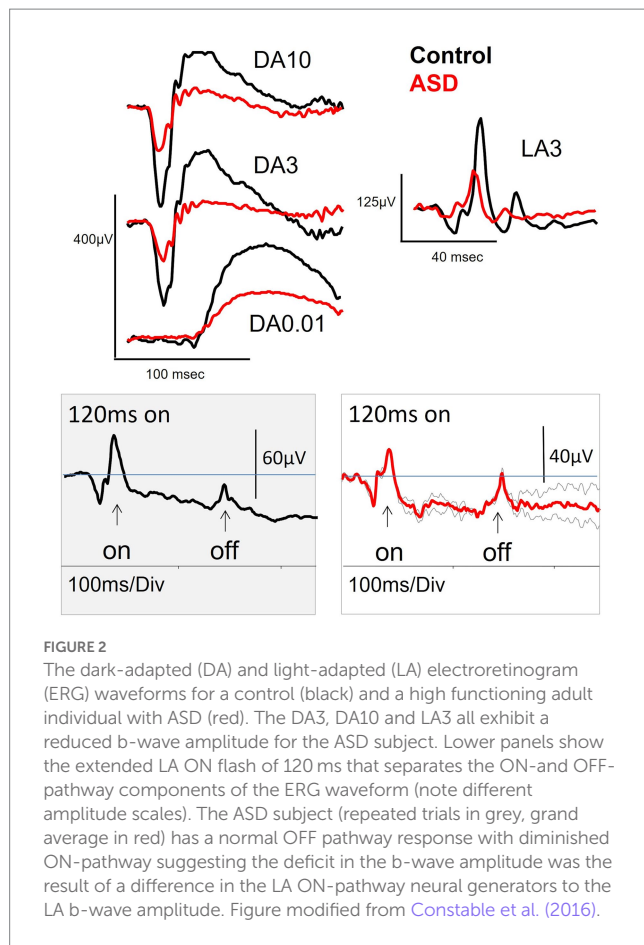 DA10
Control
ASD
DA3
LA3
400µV
125µV
40 msec
DA0.01
100 msec
120ms on
60µV
on
off
100ms/Div
120ms on
40µV
on
off
100ms/Div
FIGURE 2
The dark-adapted (DA) and light-adapted (LA) electroretinogram
(ERG) waveforms for a control (black) and a high functioning adult
individual with ASD (red). The DA3, DA10 and LA3 all exhibit a
reduced b-wave amplitude for the ASD subject. Lower panels show
the extended LA ON flash of 120 ms that separates the ON-and OFF-
pathway components of the ERG waveform (note different
amplitude scales). The ASD subject (repeated trials in grey, grand
average in red) has a normal OFF pathway response with diminished
ON-pathway suggesting the deficit in the b-wave amplitude was the
result of a difference in the LA ON-pathway neural generators to the
LA b-wave amplitude. Figure modified from Constable et al. (2016).